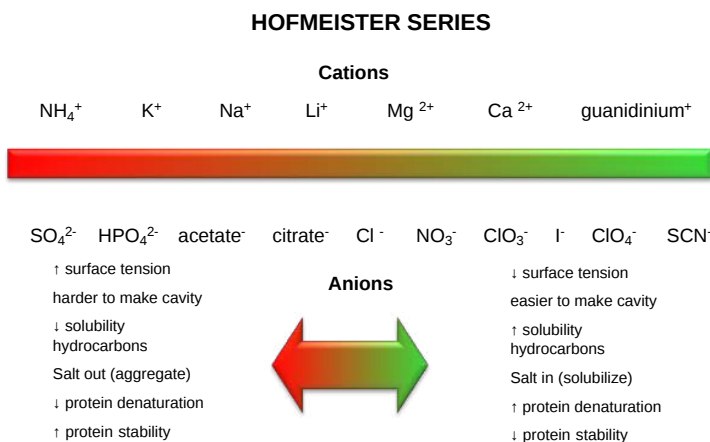 HOFMEISTER SERIES
Cations
NH₄⁺ K⁺ Na⁺ Li⁺ Mg ²⁺ Ca ²⁺ guanidinium⁺
SO₄²⁻ HPO₄²⁻ acetate⁻ citrate⁻ Cl ⁻ NO₃⁻ ClO₃⁻ I⁻ ClO₄⁻ SCN⁻
Anions
↑ surface tension
harder to make cavity
↓ solubility
hydrocarbons
Salt out (aggregate)
↓ protein denaturation
↑ protein stability
↓ surface tension
easier to make cavity
↑ solubility
hydrocarbons
Salt in (solubilize)
↑ protein denaturation
↓ protein stability